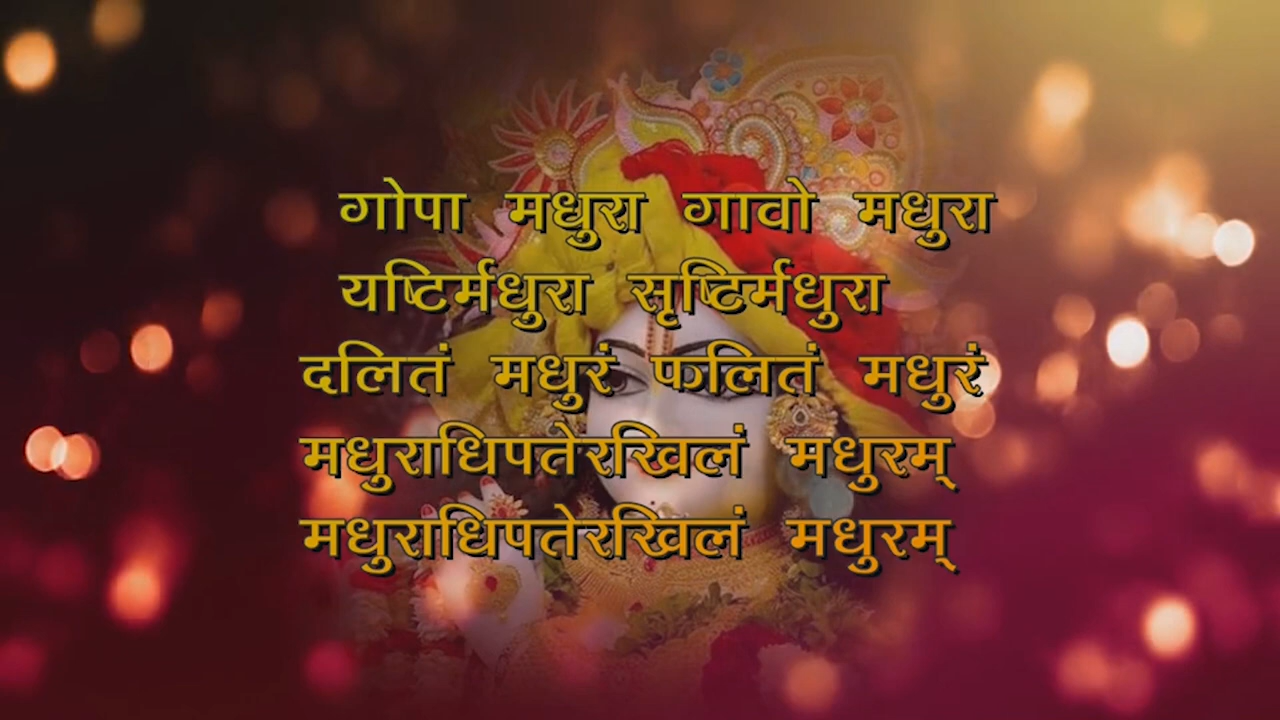 गोपा मधुरा गावो मधुरा
यष्टिर्मधुरा सृष्टिर्मधुरा
दलितं मधुरं फलितं मधुरं
मधुराधिपतेरखिलं मधुरम्
मधुराधिपतेरखिलं मधुरम्